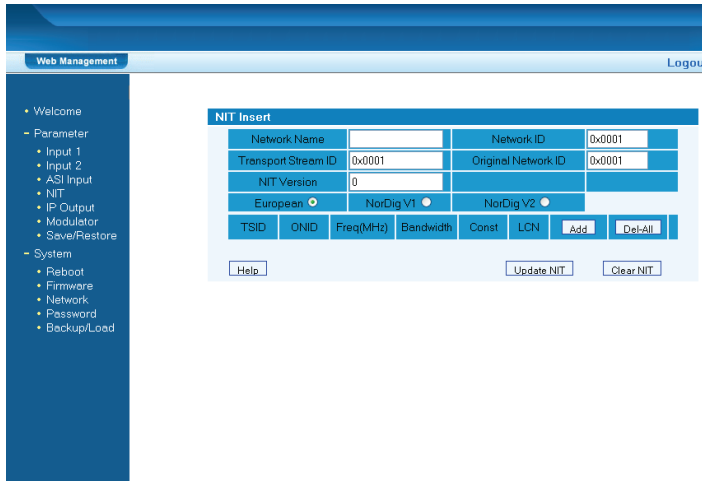 Web Management
Logou
• Welcome
– Parameter
• Input 1
• Input 2
• ASI Input
• NIT
• IP Output
• Modulator
• Save/Restore
– System
• Reboot
• Firmware
• Network
• Password
• Backup/Load
NIT Insert
Network Name Network ID 0x0001
Transport Stream ID 0x0001 Original Network ID 0x0001
NIT Version 0
European NorDig V1 NorDig V2
TSID ONID Freq(MHz) Bandwidth Const LCN Add Del-All
Help Update NIT Clear NIT